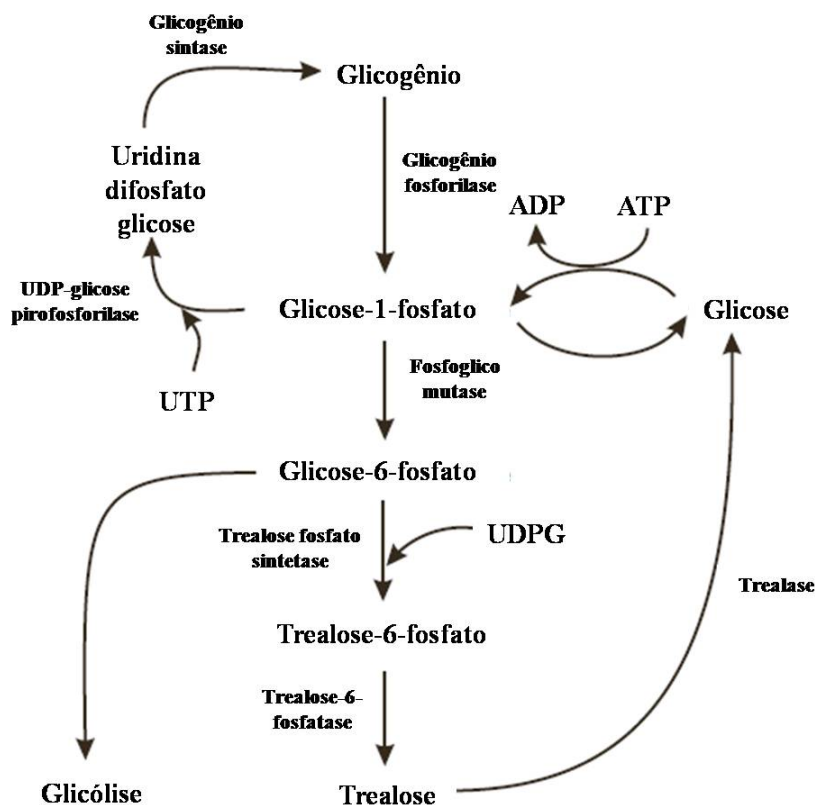 Glicogênio
sintase
Glicogênio
Uridina
difosfato
glicose
Glicogênio
fosforilase
ADP
ATP
UDP-glicose
pirofosforilase
Glicose-1-fosfato
Glicose
UTP
Fosfoglico
mutase
Glicose-6-fosfato
Trealose fosfato
sintetase
UDPG
Trealase
Trealose-6-fosfato
Trealose-6-
fosfatase
Glicólise
Trealose